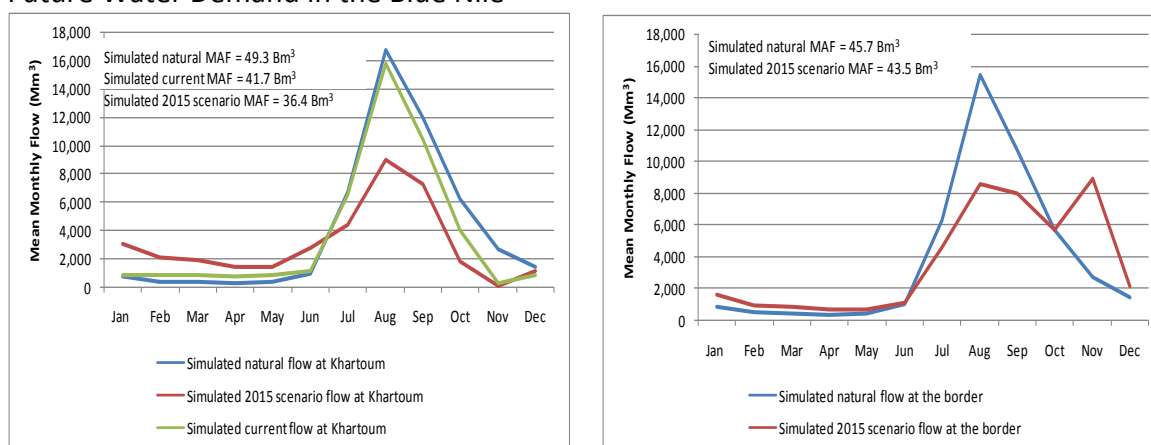 Future Water Demand in the Blue Nile
18,000
16,000
14,000
12,000
10,000
8,000
6,000
4,000
2,000
0
Mean Monthly Flow (Mm³)
Simulated natural MAF = 49.3 Bm³
Simulated current MAF = 41.7 Bm³
Simulated 2015 scenario MAF = 36.4 Bm³
Jan Feb Mar Apr May Jun Jul Aug Sep Oct Nov Dec
Simulated natural flow at Khartoum
Simulated 2015 scenario flow at Khartoum
Simulated current flow at Khartoum
18,000
16,000
14,000
12,000
10,000
8,000
6,000
4,000
2,000
0
Mean Monthly Flow (Mm³)
Simulated natural MAF = 45.7 Bm³
Simulated 2015 scenario MAF = 43.5 Bm³
Jan Feb Mar Apr May Jun Jul Aug Sep Oct Nov Dec
Simulated natural flow at the border
Simulated 2015 scenario flow at the border